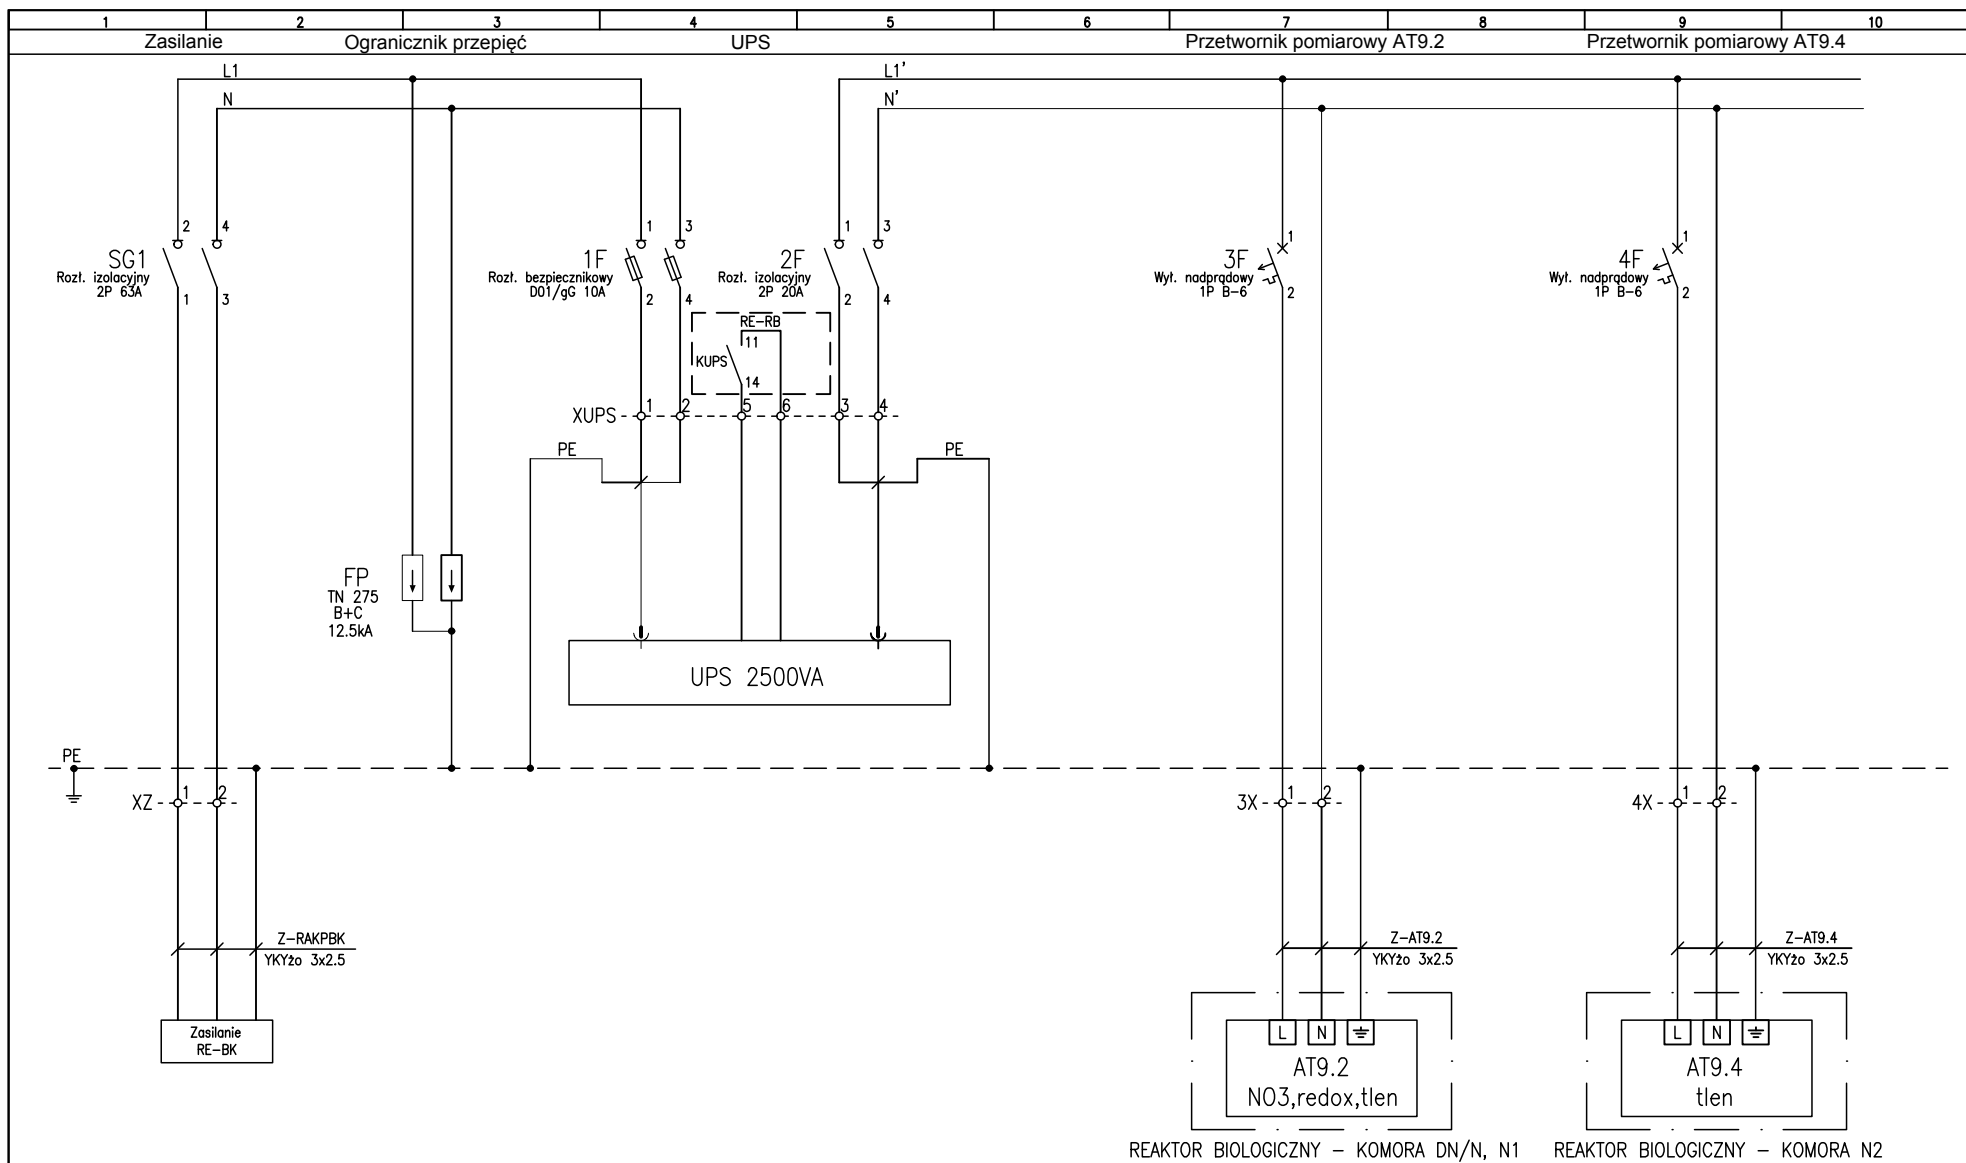 1 2 3 4 5 6 7 8 9 10
Zasilanie Ogranicznik przepięć UPS Przetwornik pomiarowy AT9.2 Przetwornik pomiarowy AT9.4
L1 L1'
N N'
2 4 1 3 1 3 1 1
SG1 1F 2F 3F 4F
Rozł. izolacyjny Rozł. bezpiecznikowy Rozł. izolacyjny Wył. nadprądowy Wył. nadprądowy
2P 63A D01/gG 10A 2P 20A 1P B-6 1P B-6
1 3 2 4 2 4 2 2
RE-RB
11
KUPS
14
XUPS 1 2 5 6 3 4
PE PE
FP
TN 275
B+C
12.5kA
UPS 2500VA
PE
XZ 1 2 3X 1 2 4X 1 2
Z-RAKPBK Z-AT9.2 Z-AT9.4
YKYżo 3x2.5 YKYżo 3x2.5 YKYżo 3x2.5
Zasilanie L N L N
RE-BK
AT9.2 AT9.4
NO3,redox,tlen tlen
REAKTOR BIOLOGICZNY – KOMORA DN/N, N1 REAKTOR BIOLOGICZNY – KOMORA N2